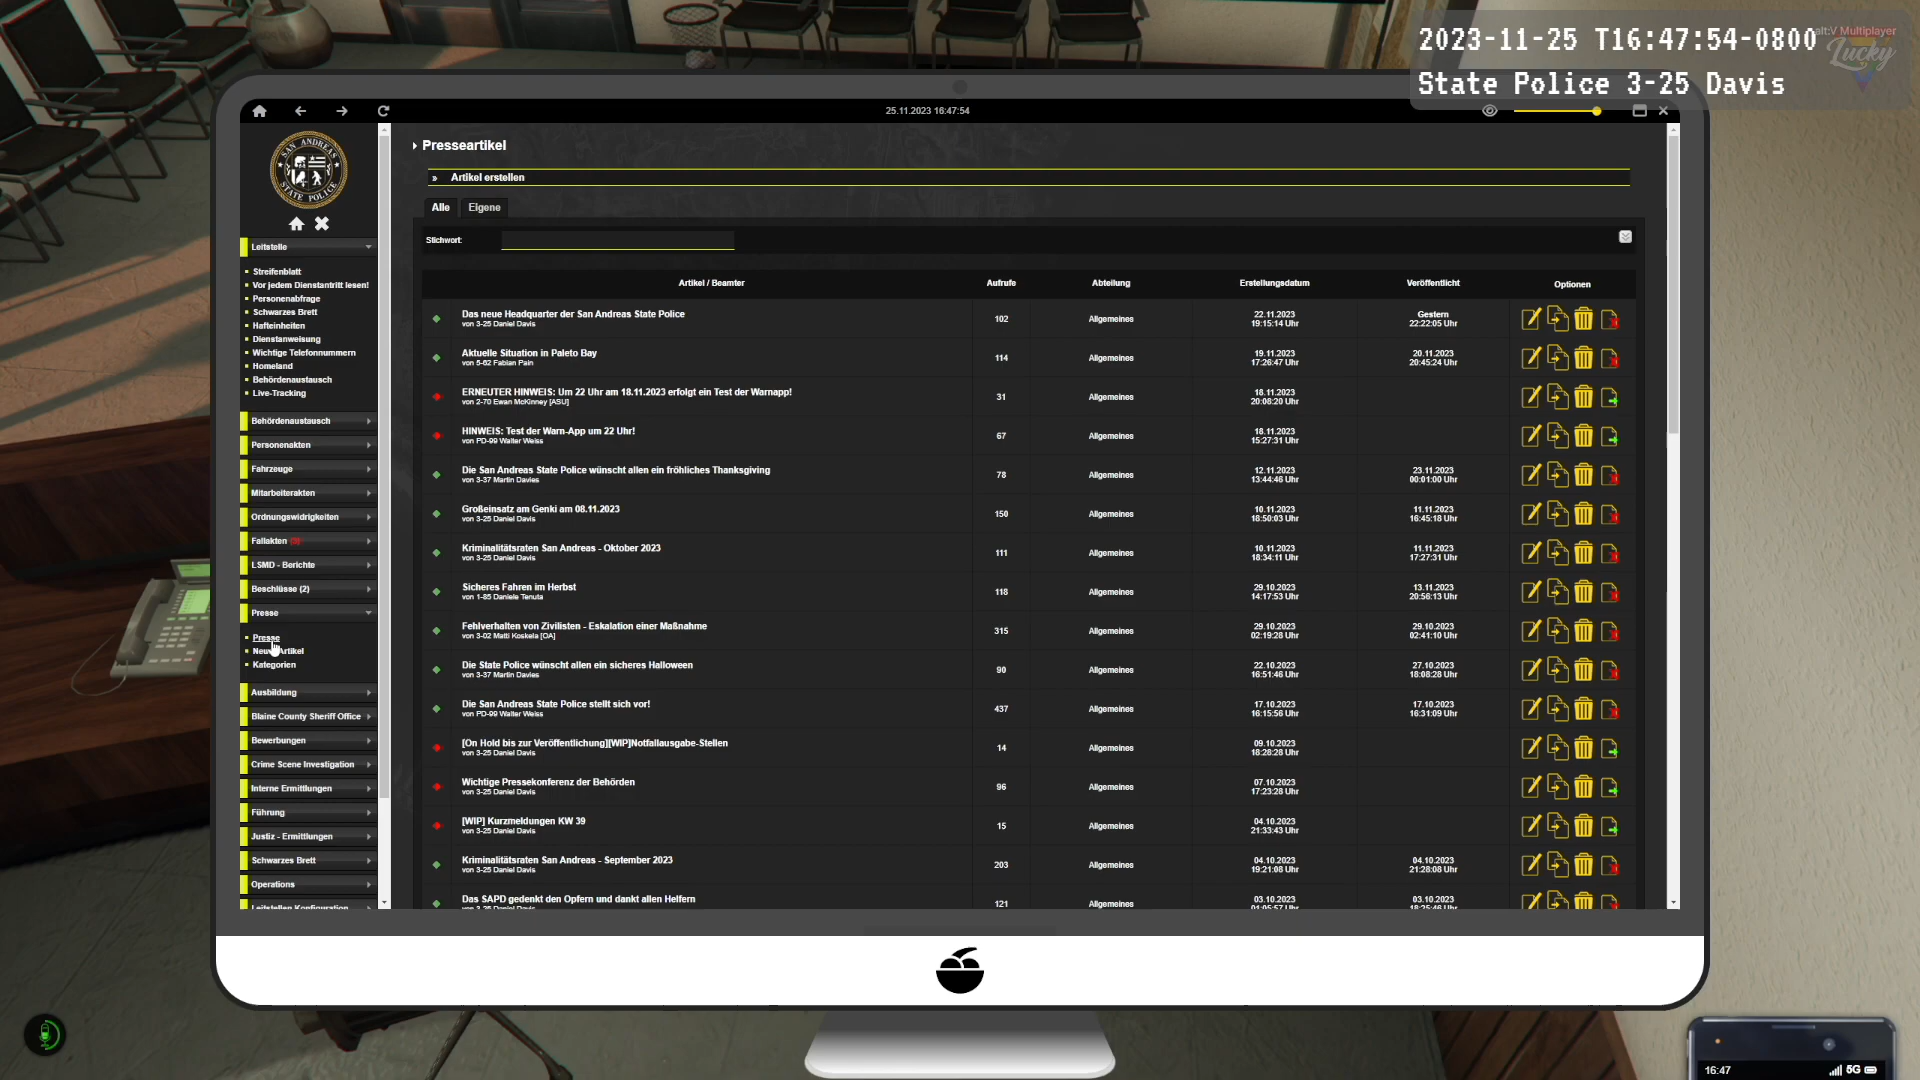 2023-11-25 T16:47:54-0800
State Police 3-25 Davis
alt:V Multiplayer
Lucky
25.11.2023 16:47:54
SAN ANDREAS
STATE POLICE
Leitstelle
Streifenblatt
Vor jedem Dienstantritt lesen!
Personenabfrage
Schwarzes Brett
Hafteinheiten
Dienstanweisung
Wichtige Telefonnummern
Homeland
Behördenaustausch
Live-Tracking
Behördenaustausch
Personenakten
Fahrzeuge
Mitarbeiterakten
Ordnungswidrigkeiten
Fallakten
LSMD - Berichte
Beschlüsse (2)
Presse
Presse
Kategorien
Ausbildung
Blaine County Sheriff Office
Bewerbungen
Crime Scene Investigation
Interne Ermittlungen
Führung
Justiz - Ermittlungen
Schwarzes Brett
Operations
Leitstellen Konfiguration
Presseartikel
» Artikel erstellen
Alle Eigene
Stichwort:
Artikel / Beamter Aufrufe Abteilung Erstellungsdatum Veröffentlicht Optionen
Das neue Headquarter der San Andreas State Police
von 3-25 Daniel Davis
102 Allgemeines 22.11.2023 19:15:14 Uhr Gestern 22:22:05 Uhr
Aktuelle Situation in Paleto Bay
von 5-62 Fabian Pain
114 Allgemeines 19.11.2023 17:26:47 Uhr 20.11.2023 20:45:24 Uhr
ERNEUTER HINWEIS: Um 22 Uhr am 18.11.2023 erfolgt ein Test der Warnapp!
von 2-70 Ewan McKinney [ASU]
31 Allgemeines 18.11.2023 20:08:20 Uhr
HINWEIS: Test der Warn-App um 22 Uhr!
von PD-99 Walter Weiss
67 Allgemeines 18.11.2023 15:27:31 Uhr
Die San Andreas State Police wünscht allen ein fröhliches Thanksgiving
von 3-37 Martin Davies
78 Allgemeines 12.11.2023 13:44:46 Uhr 23.11.2023 00:01:00 Uhr
Großeinsatz am Genki am 08.11.2023
von 3-25 Daniel Davis
150 Allgemeines 10.11.2023 18:50:03 Uhr 11.11.2023 16:45:18 Uhr
Kriminalitätsraten San Andreas - Oktober 2023
von 3-25 Daniel Davis
111 Allgemeines 10.11.2023 18:34:11 Uhr 11.11.2023 17:27:31 Uhr
Sicheres Fahren im Herbst
von 1-85 Daniele Tenuta
118 Allgemeines 29.10.2023 14:17:53 Uhr 13.11.2023 20:56:13 Uhr
Fehlverhalten von Zivilisten - Eskalation einer Maßnahme
von 3-02 Matti Koskela [OA]
315 Allgemeines 29.10.2023 02:19:28 Uhr 29.10.2023 02:41:10 Uhr
Die State Police wünscht allen ein sicheres Halloween
von 3-37 Martin Davies
90 Allgemeines 22.10.2023 16:51:46 Uhr 27.10.2023 18:08:28 Uhr
Die San Andreas State Police stellt sich vor!
von PD-99 Walter Weiss
437 Allgemeines 17.10.2023 16:15:56 Uhr 17.10.2023 16:31:09 Uhr
[On Hold bis zur Veröffentlichung][WIP]Notfallausgabe-Stellen
von 3-25 Daniel Davis
14 Allgemeines 09.10.2023 18:28:28 Uhr
Wichtige Pressekonferenz der Behörden
von 3-25 Daniel Davis
96 Allgemeines 07.10.2023 17:23:28 Uhr
[WIP] Kurzmeldungen KW 39
von 3-25 Daniel Davis
15 Allgemeines 04.10.2023 21:33:43 Uhr
Kriminalitätsraten San Andreas - September 2023
von 3-25 Daniel Davis
203 Allgemeines 04.10.2023 19:21:08 Uhr 04.10.2023 21:28:08 Uhr
Das SAPD gedenkt den Opfern und dankt allen Helfern
von 3-25 Daniel Davis
121 Allgemeines 03.10.2023 03.10.2023
16:47 5G